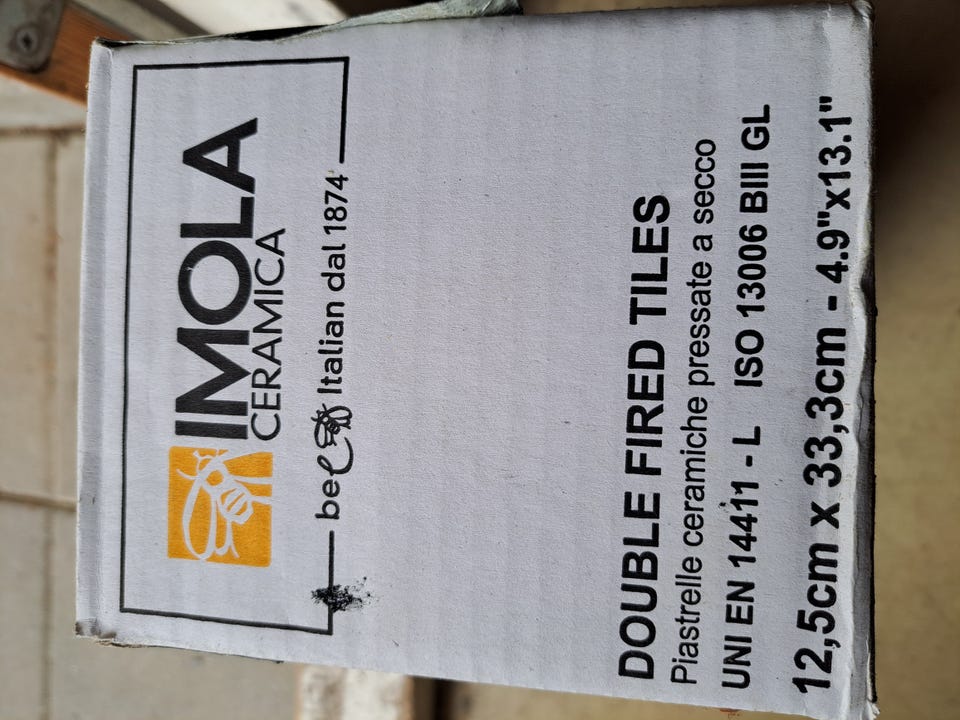 IMOLA
CERAMICA
bee Italian dal 1874
DOUBLE FIRED TILES
Piastrelle ceramiche pressate a secco
UNI EN 14411 - L ISO 13006 BIII GL
12,5cm x 33,3cm - 4.9"x13.1"